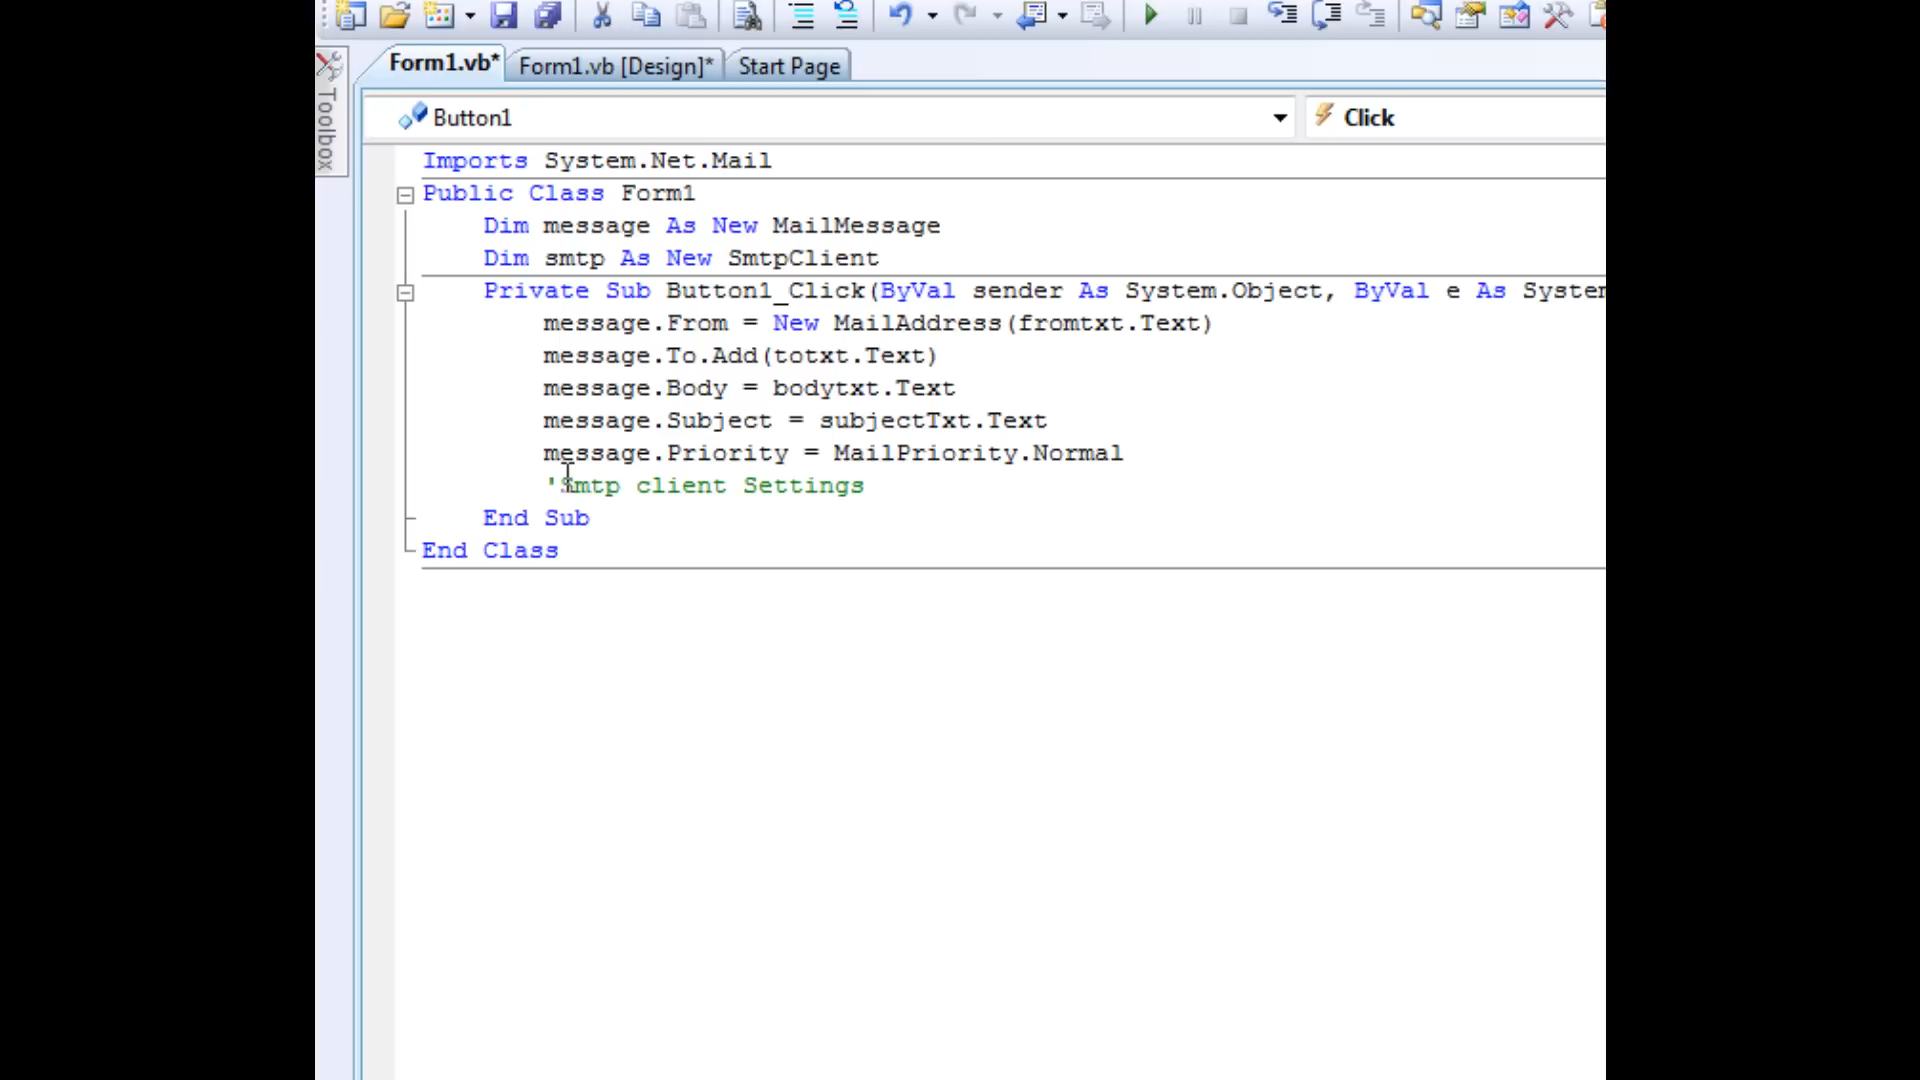 Form1.vb* Form1.vb [Design]* Start Page
Toolbox
Button1 Click
Imports System.Net.Mail
Public Class Form1
Dim message As New MailMessage
Dim smtp As New SmtpClient
Private Sub Button1_Click(ByVal sender As System.Object, ByVal e As System
message.From = New MailAddress(fromtxt.Text)
message.To.Add(totxt.Text)
message.Body = bodytxt.Text
message.Subject = subjectTxt.Text
message.Priority = MailPriority.Normal
'Smtp client Settings
End Sub
End Class